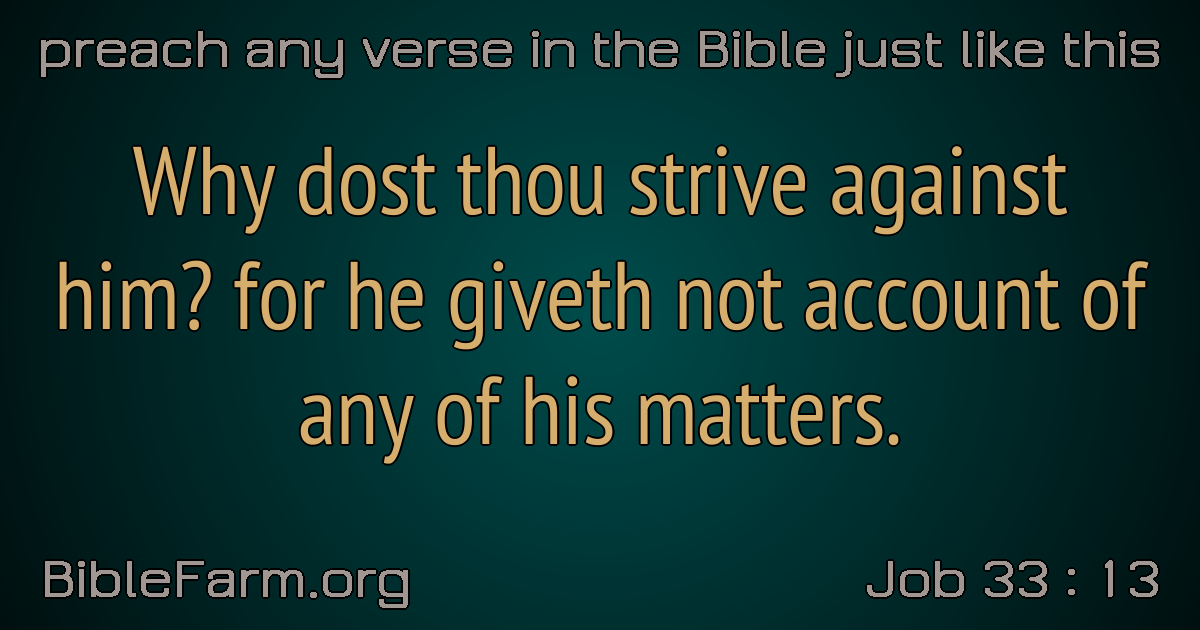 preach any verse in the Bible just like this
Why dost thou strive against
him? for he giveth not account of
any of his matters.
BibleFarm.org
Job 33 : 13